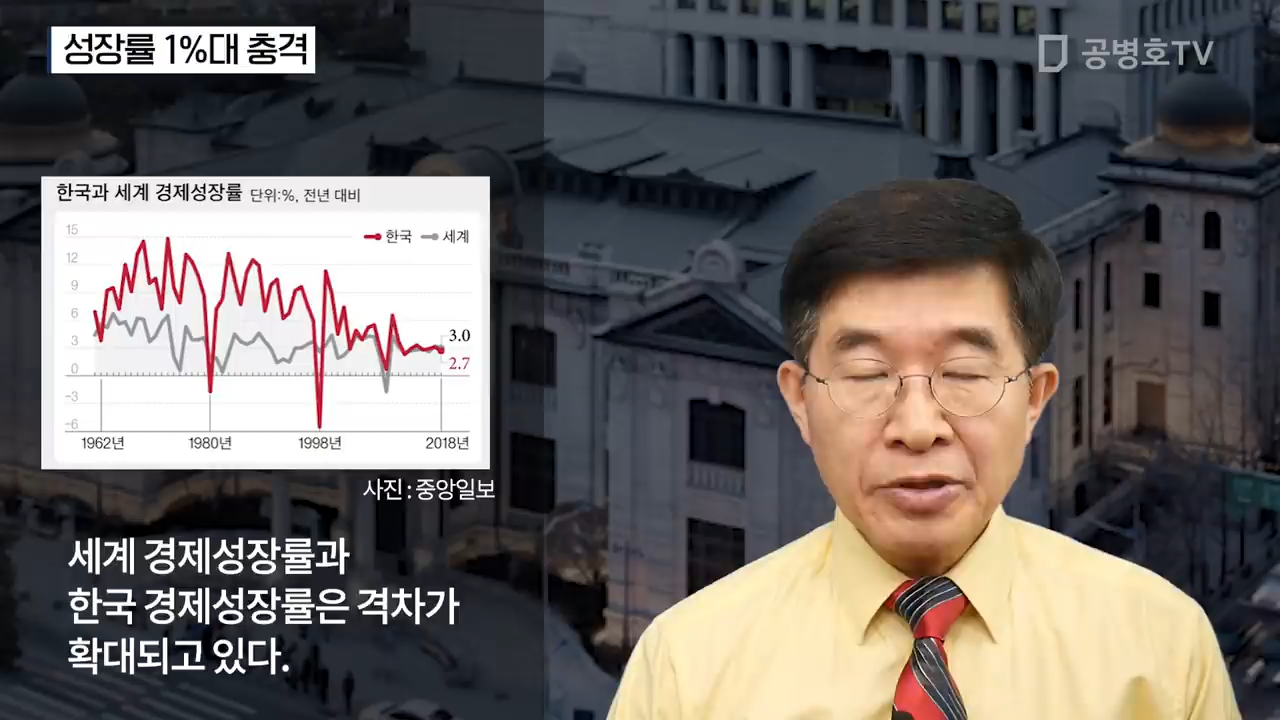 성장률 1%대 충격
공병호TV
한국과 세계 경제성장률 단위:%, 전년 대비
한국 세계
15
12
9
6
3
0
-3
-6
3.0
2.7
1962년 1980년 1998년 2018년
사진 : 중앙일보
세계 경제성장률과
한국 경제성장률은 격차가
확대되고 있다.